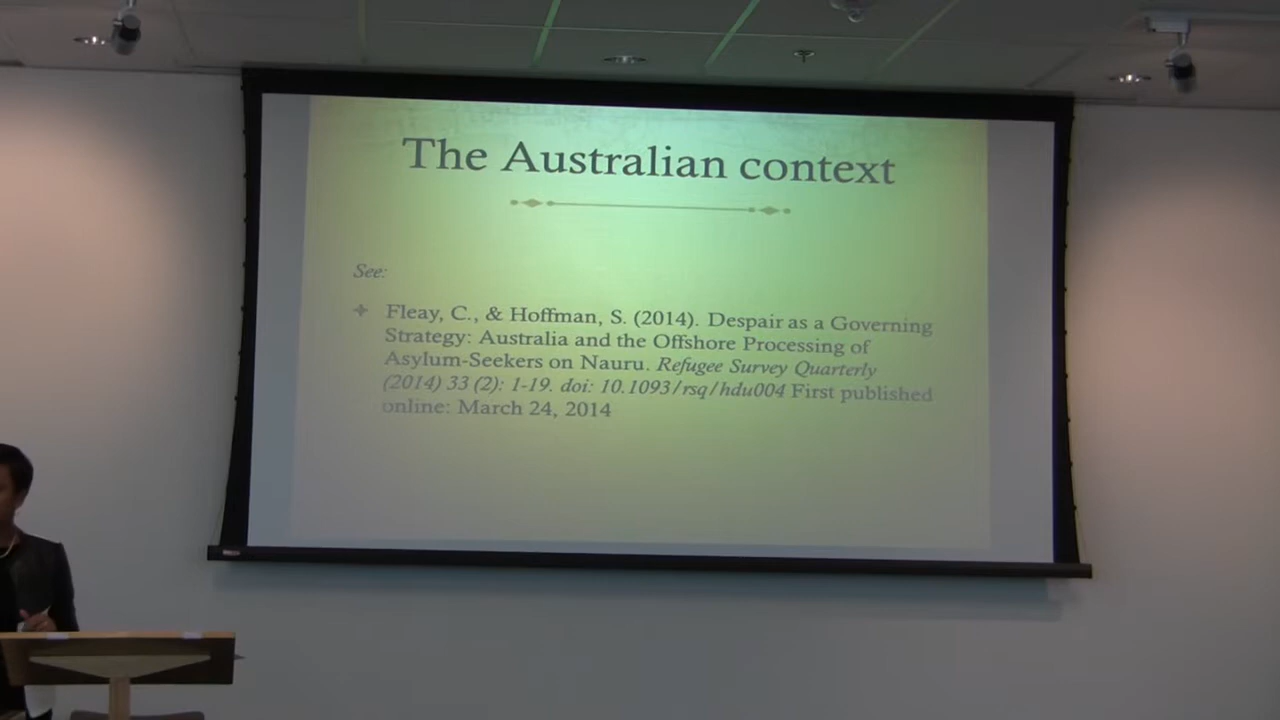 The Australian context
See:
Fleay, C., & Hoffman, S. (2014). Despair as a Governing
Strategy: Australia and the Offshore Processing of
Asylum-Seekers on Nauru. Refugee Survey Quarterly
(2014) 33 (2): 1-19. doi: 10.1093/rsq/hdu004 First published
online: March 24, 2014